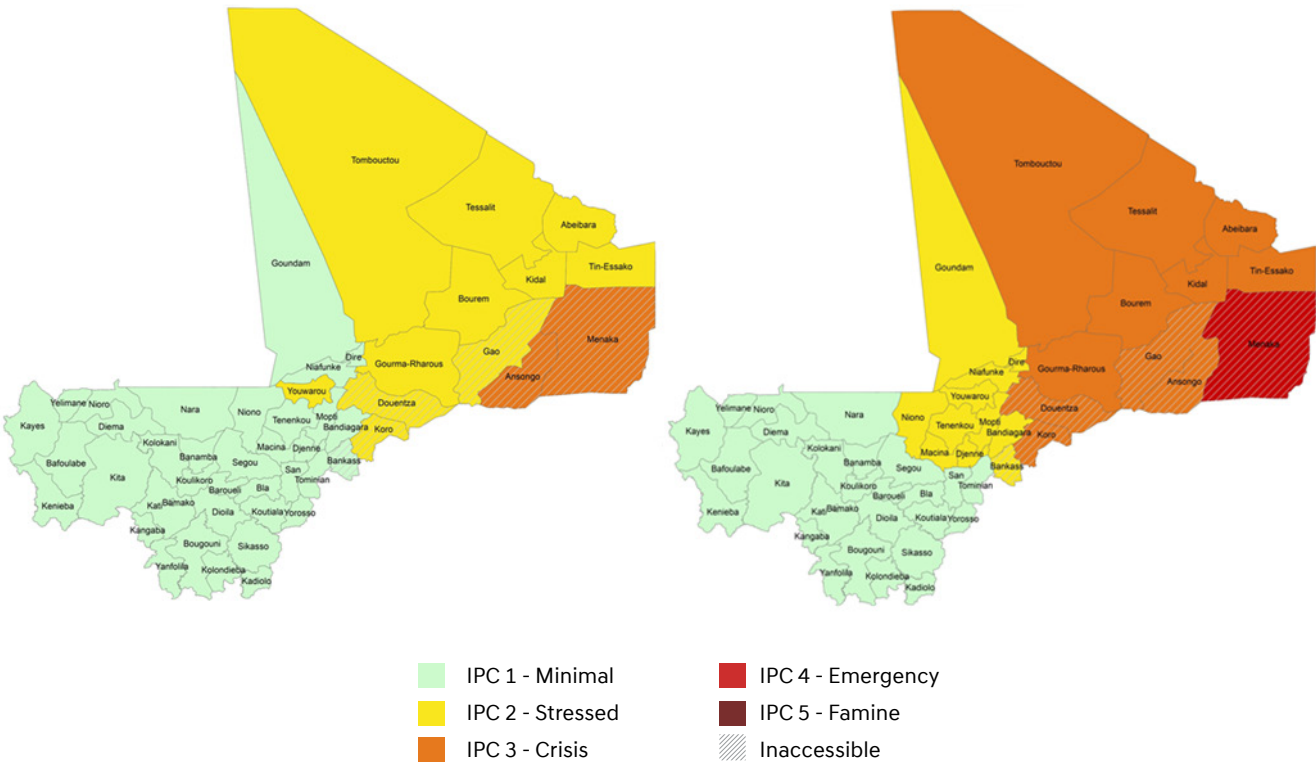 Tombouctou
Tessalit
Abeibara
Goundam
Tin-Essako
Kidal
Bourem
Menaka
Gao
Dire
Niafunke
Gourma-Rharous
Ansongo
Youwarou
Douentza
Yelimane
Nioro
Nara
Niono
Tenenkou
Mopti
Kayes
Diema
Bandiagara
Koro
Kolokani
Macina
Djenne
Bafoulabe
Banamba
Segou
Bankass
Kita
San
Koulikoro
Tominian
Kenieba
Kati
Bamako
Baroueli
Bla
Dioila
Koutiala
Yorosso
Kangaba
Bougouni
Sikasso
Yanfolila
Kolondieba
Kadiolo
Tombouctou
Tessalit
Abeibara
Goundam
Tin-Essako
Kidal
Bourem
Menaka
Gao
Dire
Niafunke
Gourma-Rharous
Ansongo
Youwarou
Douentza
Yelimane
Nioro
Nara
Niono
Tenenkou
Mopti
Kayes
Diema
Bandiagara
Koro
Kolokani
Macina
Djenne
Bafoulabe
Banamba
Segou
Bankass
Kita
San
Koulikoro
Tominian
Kenieba
Kati
Bamako
Baroueli
Bla
Dioila
Koutiala
Yorosso
Kangaba
Bougouni
Sikasso
Yanfolila
Kolondieba
Kadiolo
IPC 1 - Minimal
IPC 2 - Stressed
IPC 3 - Crisis
IPC 4 - Emergency
IPC 5 - Famine
Inaccessible